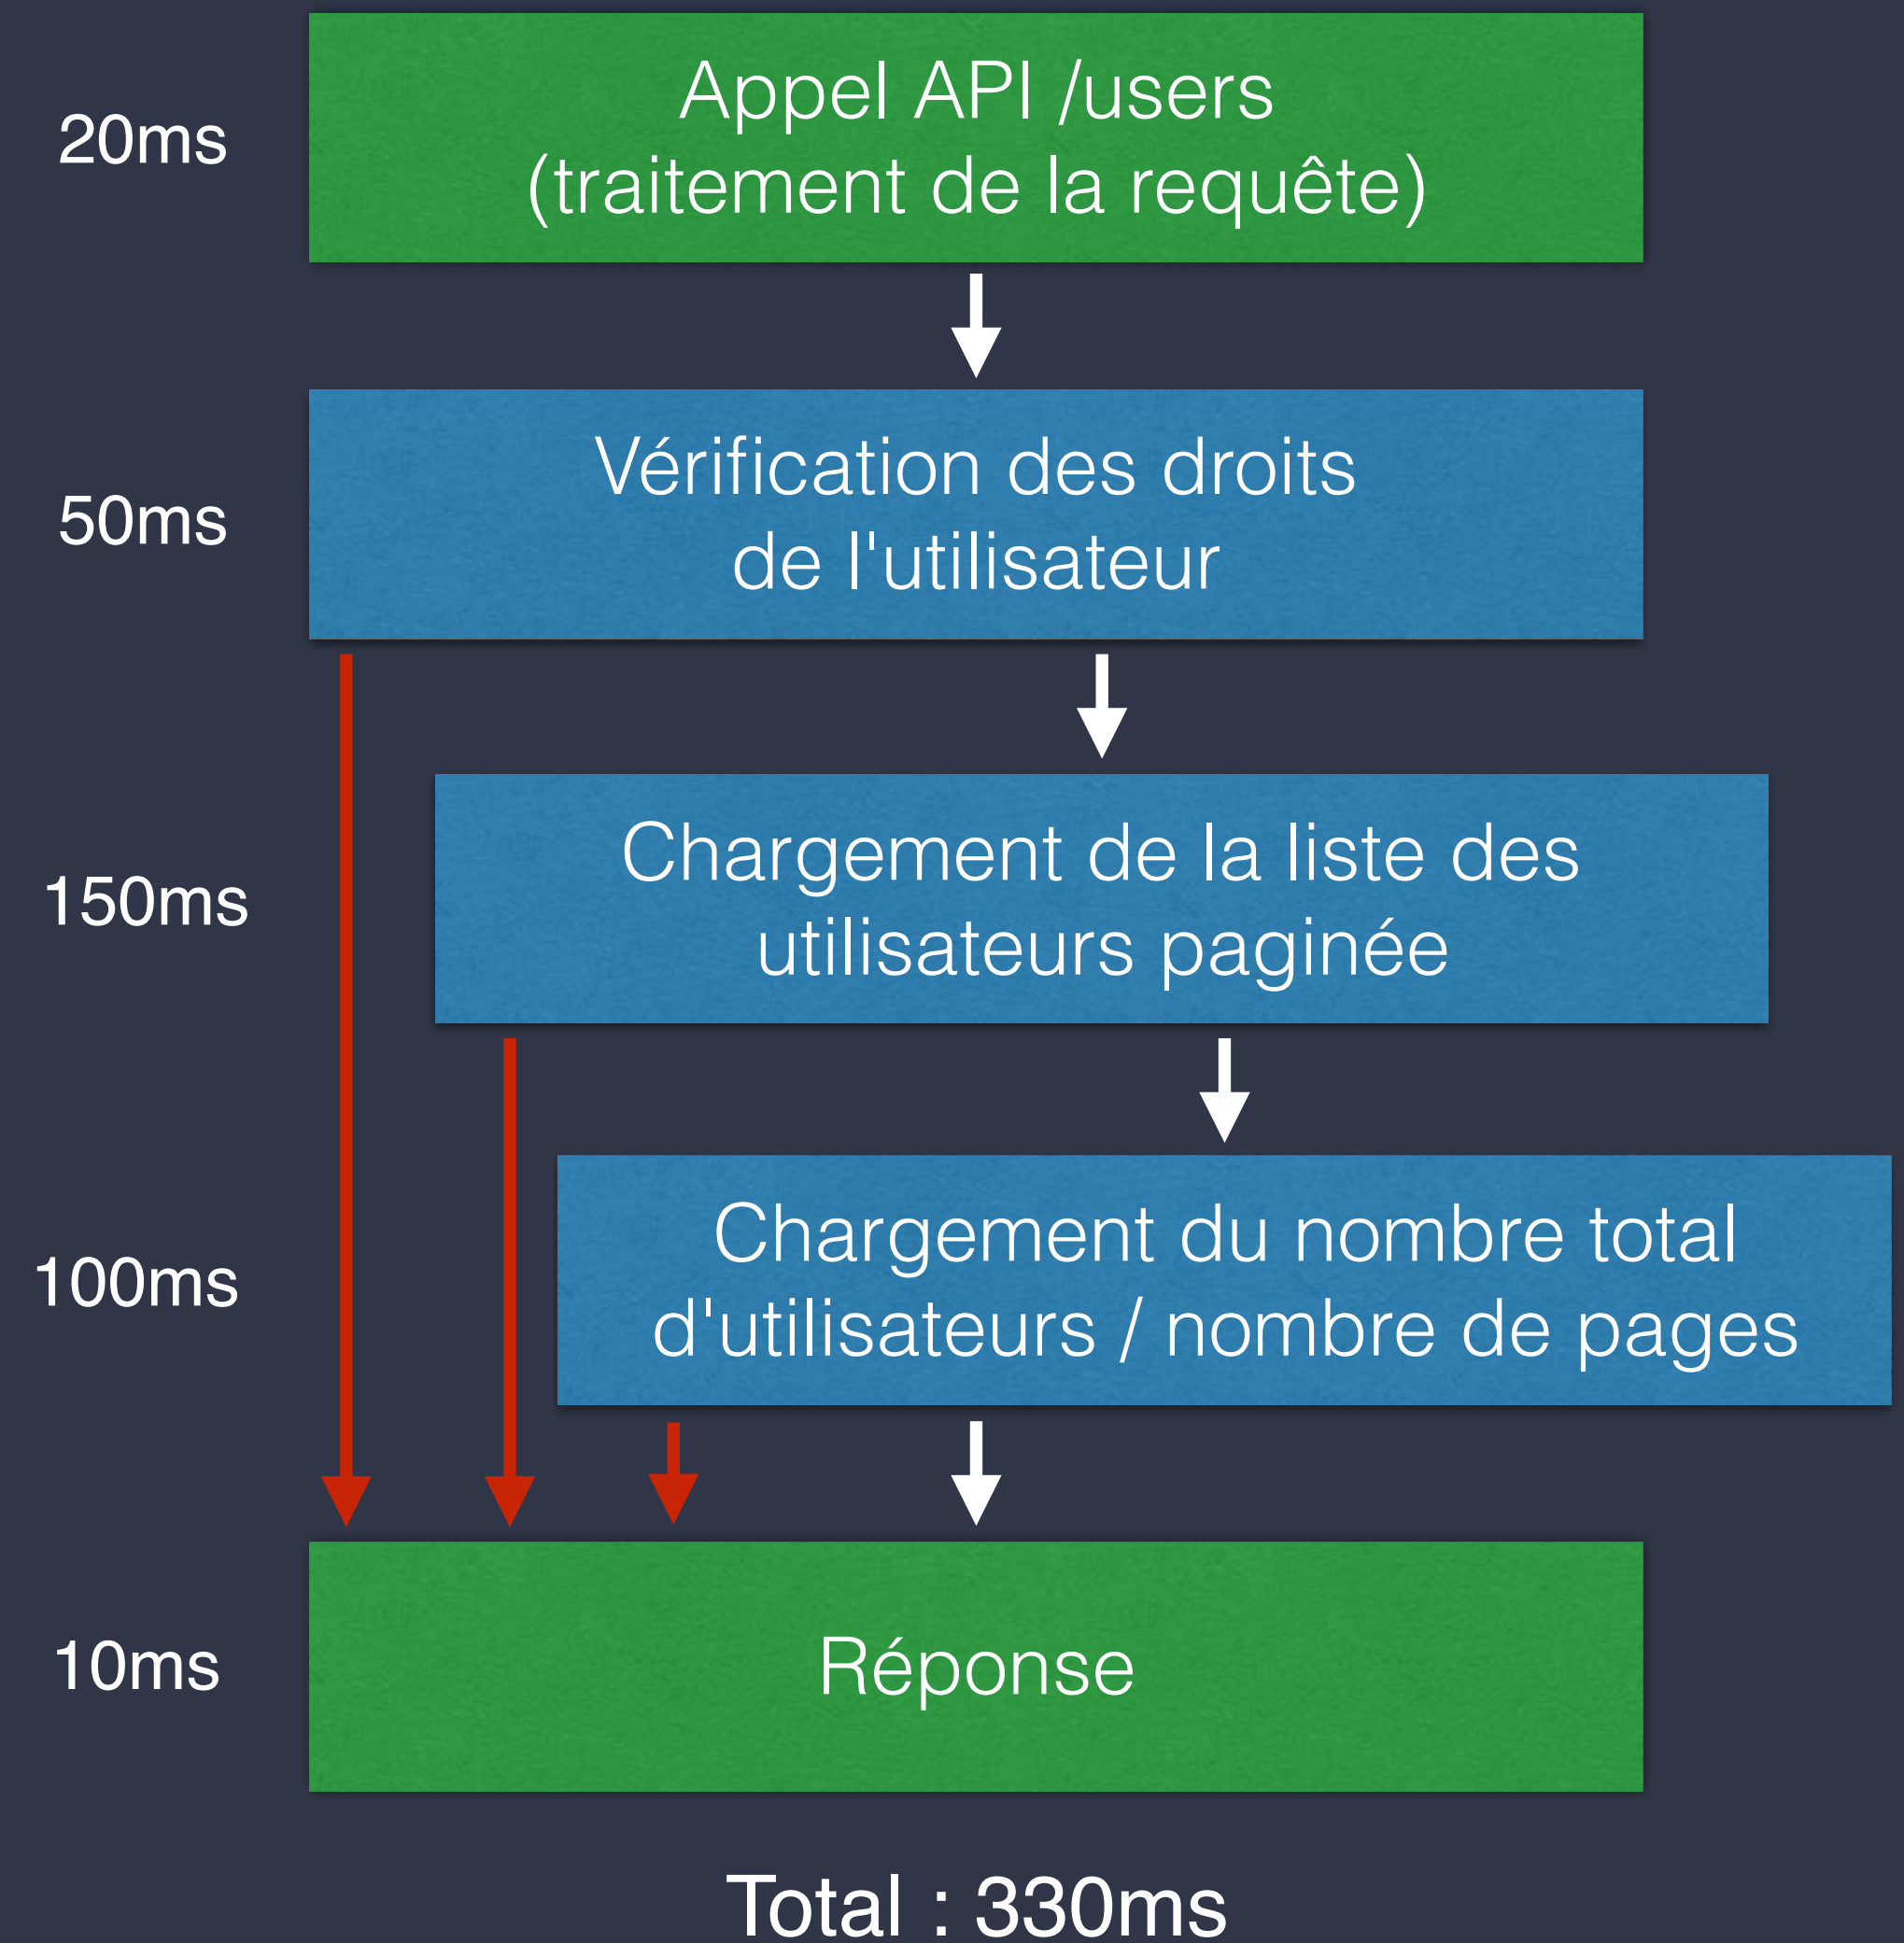 20ms
Appel API /users
(traitement de la requête)
50ms
Vérification des droits
de l'utilisateur
150ms
Chargement de la liste des
utilisateurs paginée
100ms
Chargement du nombre total
d'utilisateurs / nombre de pages
10ms
Réponse
Total : 330ms